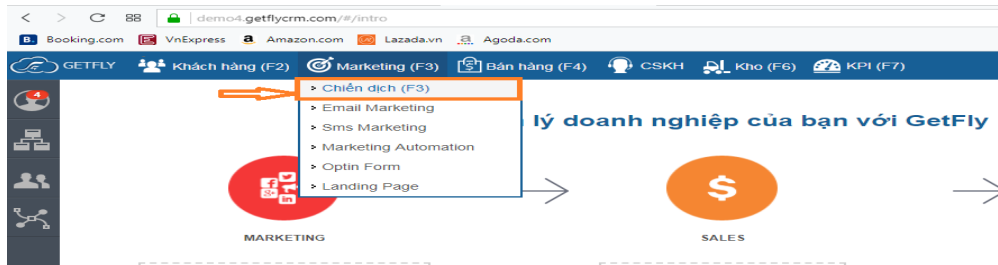 demo4.getflycrm.com/#/intro
B. Booking.com E VnExpress a Amazon.com Lazada.vn a Agoda.com
GETFLY Khách hàng (F2) Marketing (F3) Bán hàng (F4) CSKH Kho (F6) KPI (F7)
4
Chiến dịch (F3)
Email Marketing
lý doanh nghiệp của bạn với GetFly
Sms Marketing
Marketing Automation
Optin Form
Landing Page
MARKETING SALES